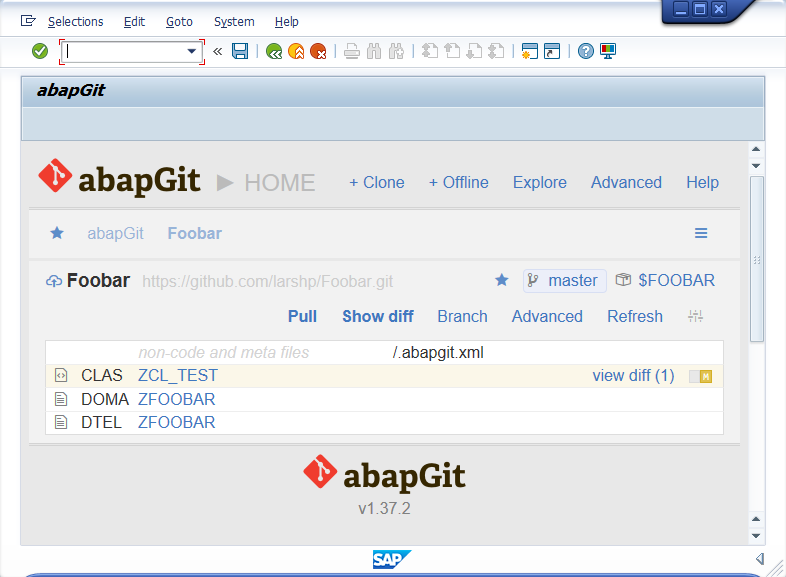 Selections Edit Goto System Help
abapGit
abapGit ▶ HOME + Clone + Offline Explore Advanced Help
abapGit Foobar
Foobar https://github.com/larshp/Foobar.git master $FOOBAR
Pull Show diff Branch Advanced Refresh
non-code and meta files /.abapgit.xml
CLAS ZCL_TEST view diff (1) M
DOMA ZFOOBAR
DTEL ZFOOBAR
abapGit
v1.37.2
SAP